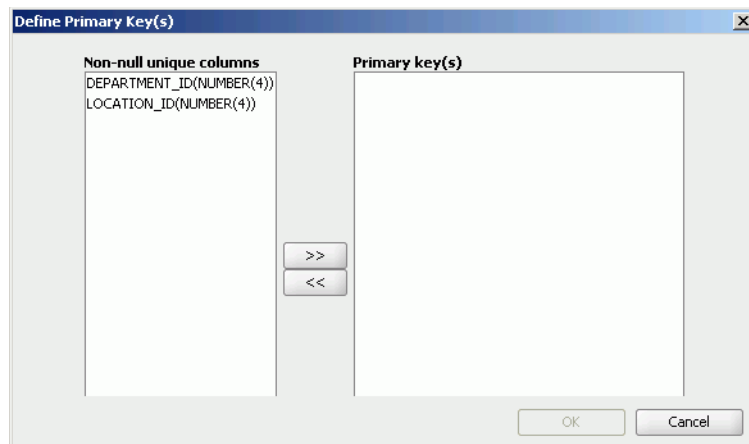 Define Primary Key(s)
Non-null unique columns
Primary key(s)
DEPARTMENT_ID(NUMBER(4))
LOCATION_ID(NUMBER(4))
>>
<<
OK
Cancel